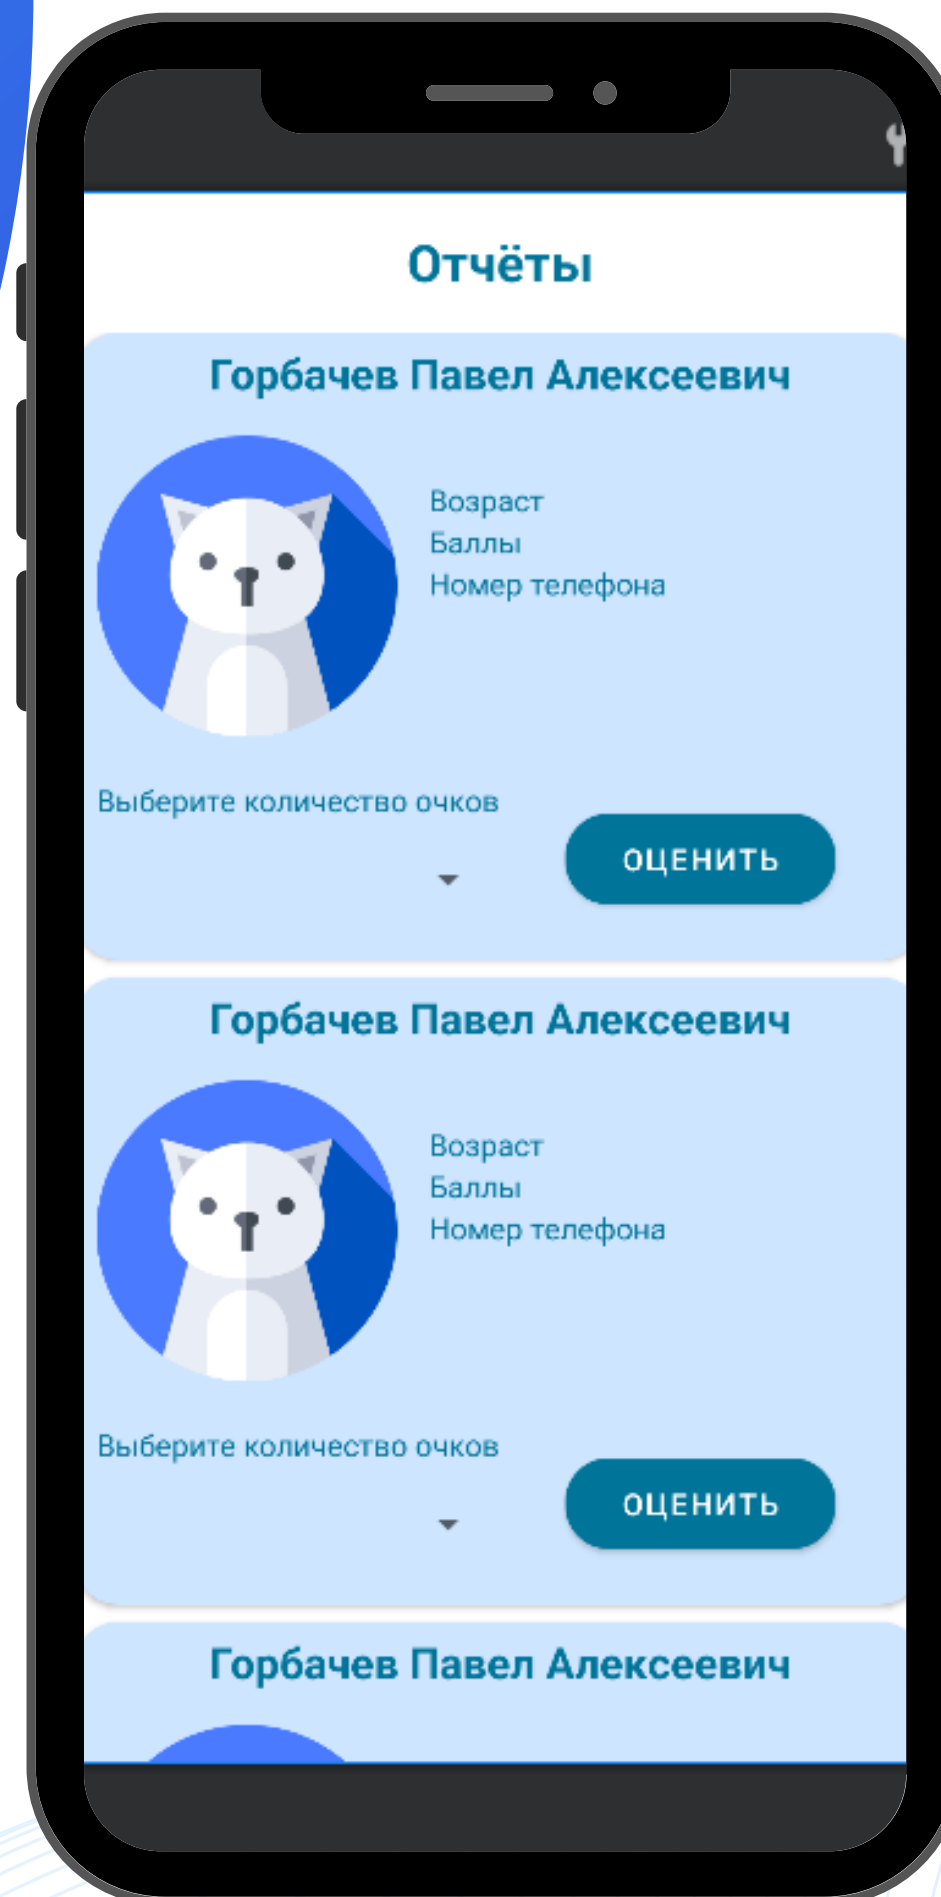 Отчёты
Горбачев Павел Алексеевич
Возраст
Баллы
Номер телефона
Выберите количество очков
ОЦЕНИТЬ
Горбачев Павел Алексеевич
Возраст
Баллы
Номер телефона
Выберите количество очков
ОЦЕНИТЬ
Горбачев Павел Алексеевич